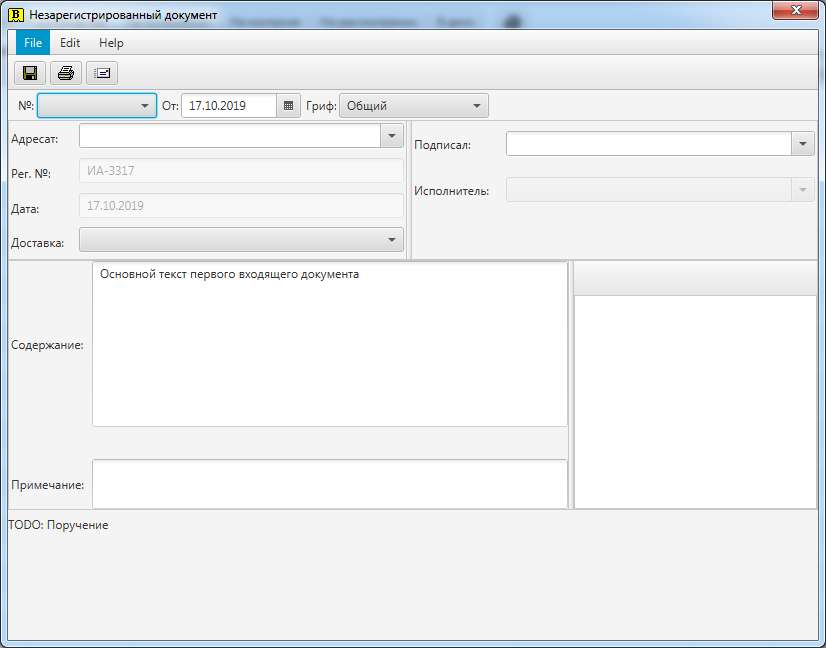 Незарегистрированный документ
File Edit Help
№: От: 17.10.2019 Гриф: Общий
Адресат:
Подписал:
Рег. №: ИА-3317
Исполнитель:
Дата: 17.10.2019
Доставка:
Основной текст первого входящего документа
Содержание:
Примечание:
TODO: Поручение